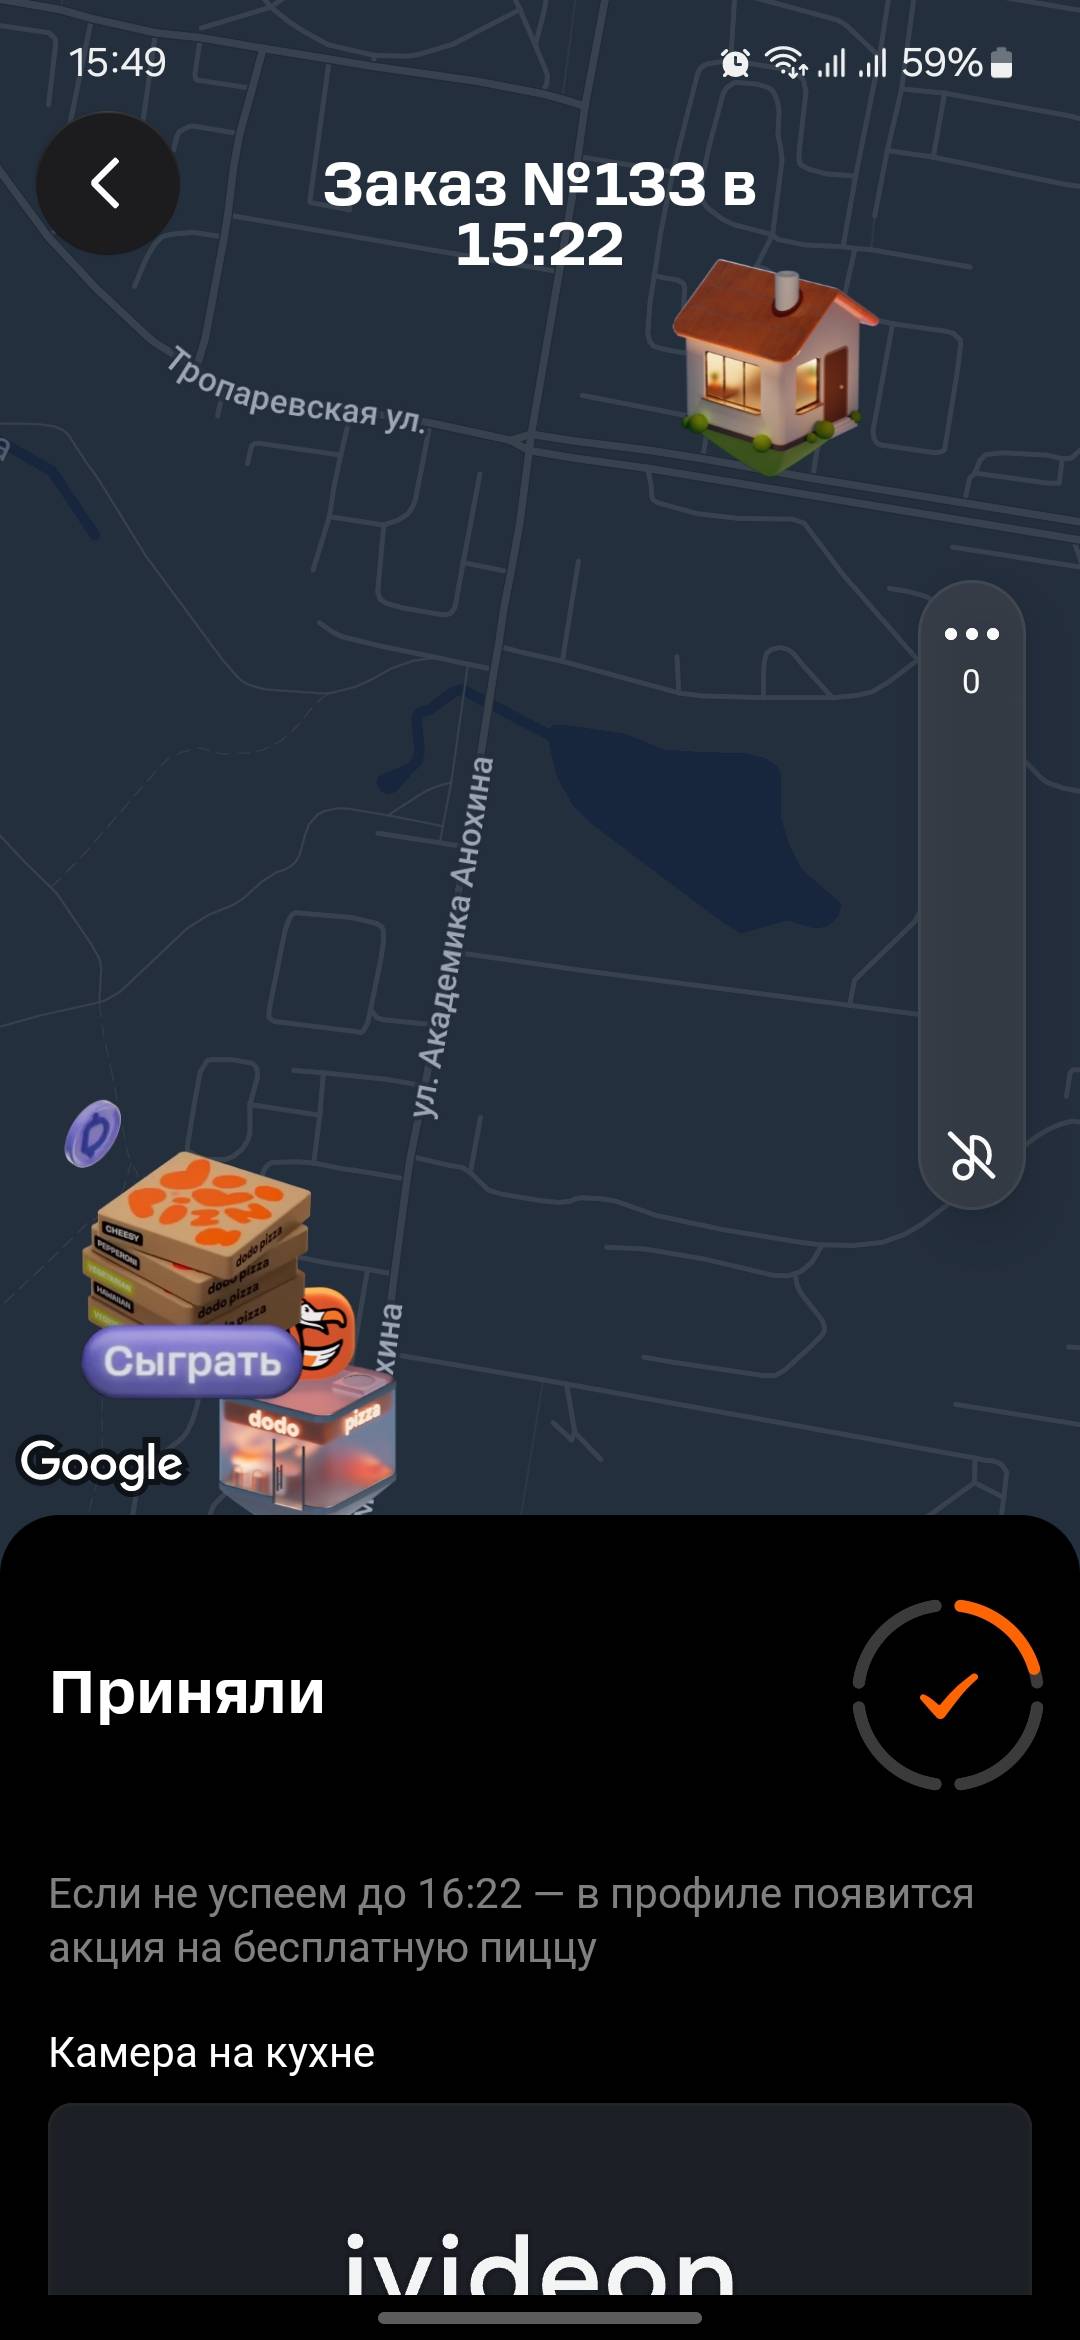 15:49
59%
Заказ №133 в
15:22
Тропаревская ул.
а
0
ул. Академика Анохина
CHEESY
PEPPERONI
VEGETARIAN
HAWAIIAN
dodo pizza
dodo pizza
dodo pizza
pizza
Сыграть
хина
dodo pizza
Google
Приняли
Если не успеем до 16:22 — в профиле появится
акция на бесплатную пиццу
Камера на кухне
ivideon